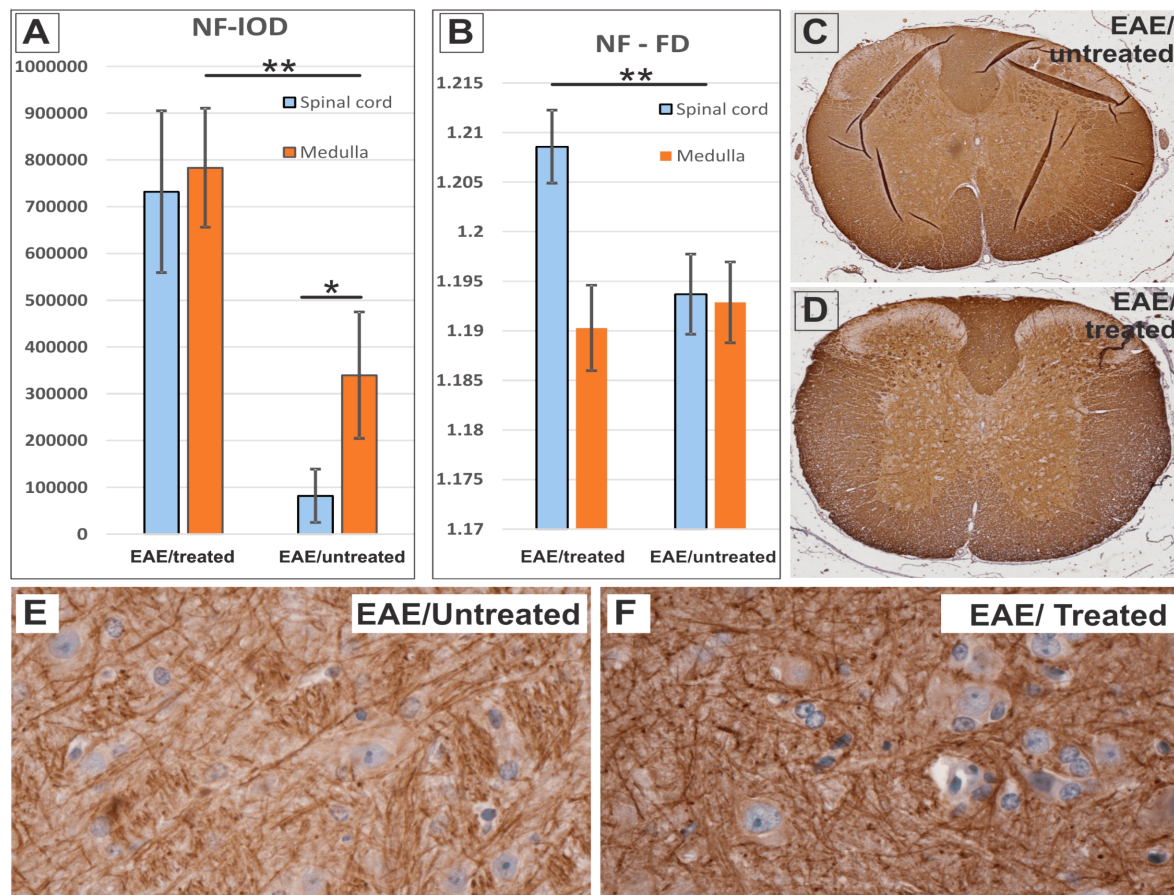 A
NF-IOD
1000000
900000
800000
700000
600000
500000
400000
300000
200000
100000
0
**
*
Spinal cord
Medulla
EAE/treated
EAE/untreated
B
NF - FD
1.215
1.21
1.205
1.2
1.195
1.19
1.185
1.18
1.175
1.17
**
Spinal cord
Medulla
EAE/treated
EAE/untreated
C
EAE/
untreated
D
EAE/
treated
E
EAE/Untreated
F
EAE/ Treated